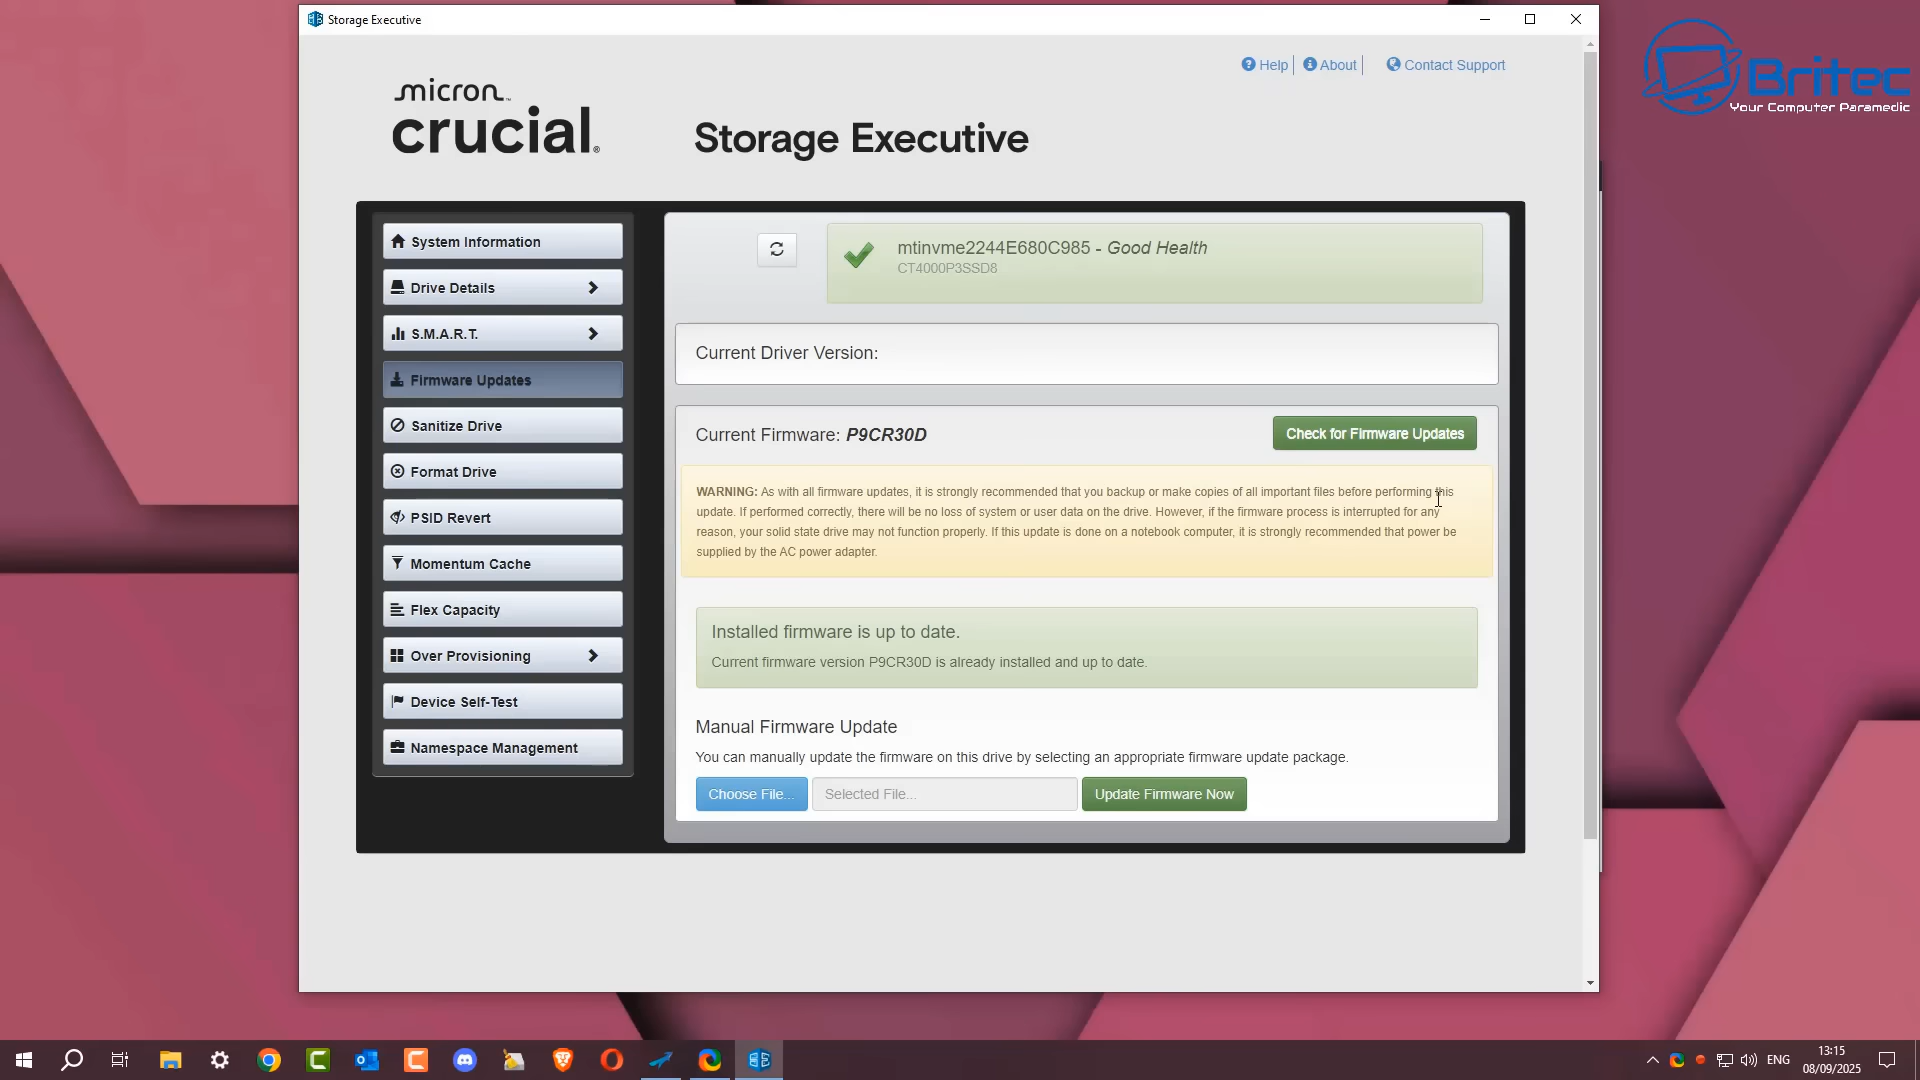 Storage Executive
Help
About
Contact Support
Britec
Your Computer Paramedic
micron™
crucial®
Storage Executive
System Information
Drive Details
S.M.A.R.T.
Firmware Updates
Sanitize Drive
Format Drive
PSID Revert
Momentum Cache
Flex Capacity
Over Provisioning
Device Self-Test
Namespace Management
mtinvme2244E680C985 - Good Health
CT4000P3SSD8
Current Driver Version:
Current Firmware: P9CR30D
Check for Firmware Updates
WARNING: As with all firmware updates, it is strongly recommended that you backup or make copies of all important files before performing this
update. If performed correctly, there will be no loss of system or user data on the drive. However, if the firmware process is interrupted for any
reason, your solid state drive may not function properly. If this update is done on a notebook computer, it is strongly recommended that power be
supplied by the AC power adapter.
Installed firmware is up to date.
Current firmware version P9CR30D is already installed and up to date.
Manual Firmware Update
You can manually update the firmware on this drive by selecting an appropriate firmware update package.
Choose File...
Selected File...
Update Firmware Now
ENG
13:15
08/09/2025